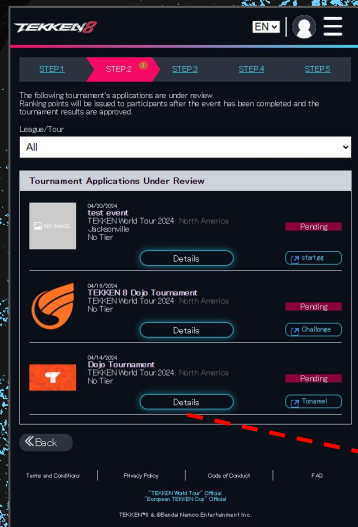 TEKKEN8
EN
STEP.1
STEP.2
STEP.3
STEP.4
STEP.5
The following tournament's applications are under review.
Ranking points will be issued to participants after the event has been completed and the
tournament results are approved.
League/Tour
All
Tournament Applications Under Review
04/20/2024
test event
TEKKEN World Tour 2024 North America
Jacksonville
No Tier
NO IMAGE
Pending
Details
start.gg
04/19/2024
TEKKEN 8 Dojo Tournament
TEKKEN World Tour 2024 North America
No Tier
Pending
Details
Challonge
04/14/2024
Dojo Tournament
TEKKEN World Tour 2024 North America
No Tier
Pending
Details
Tonamel
Back
Terms and Conditions
Privacy Policy
Code of Conduct
FAQ
"TEKKEN World Tour" Official
"European TEKKEN Cup" Official
TEKKEN™8 & ©Bandai Namco Entertainment Inc.